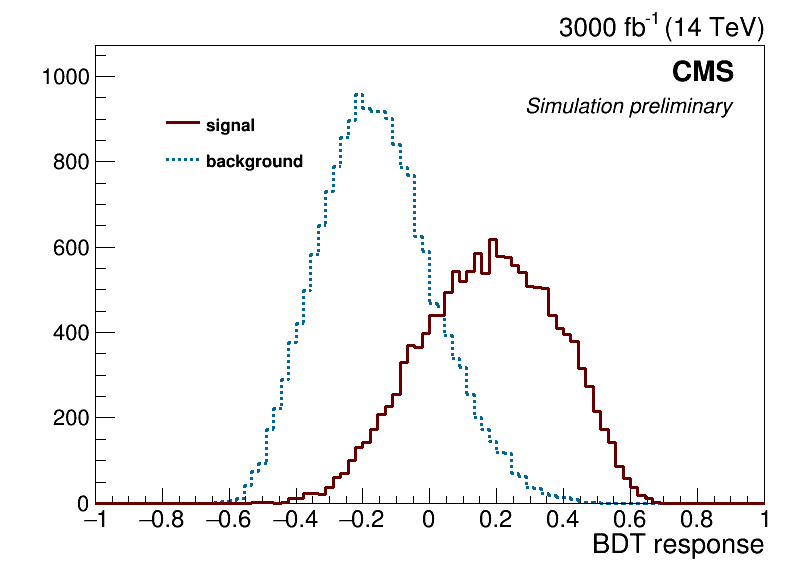 3000 fb-1 (14 TeV)
CMS
Simulation preliminary
signal
background
1000
800
600
400
200
0
−1 −0.8 −0.6 −0.4 −0.2 0 0.2 0.4 0.6 0.8 1
BDT response